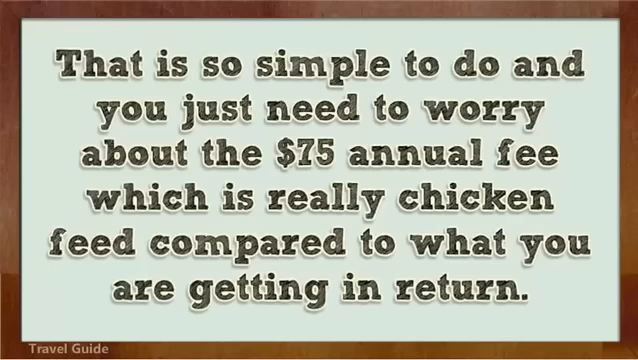 That is so simple to do and
you just need to worry
about the $75 annual fee
which is really chicken
feed compared to what you
are getting in return.
Travel Guide